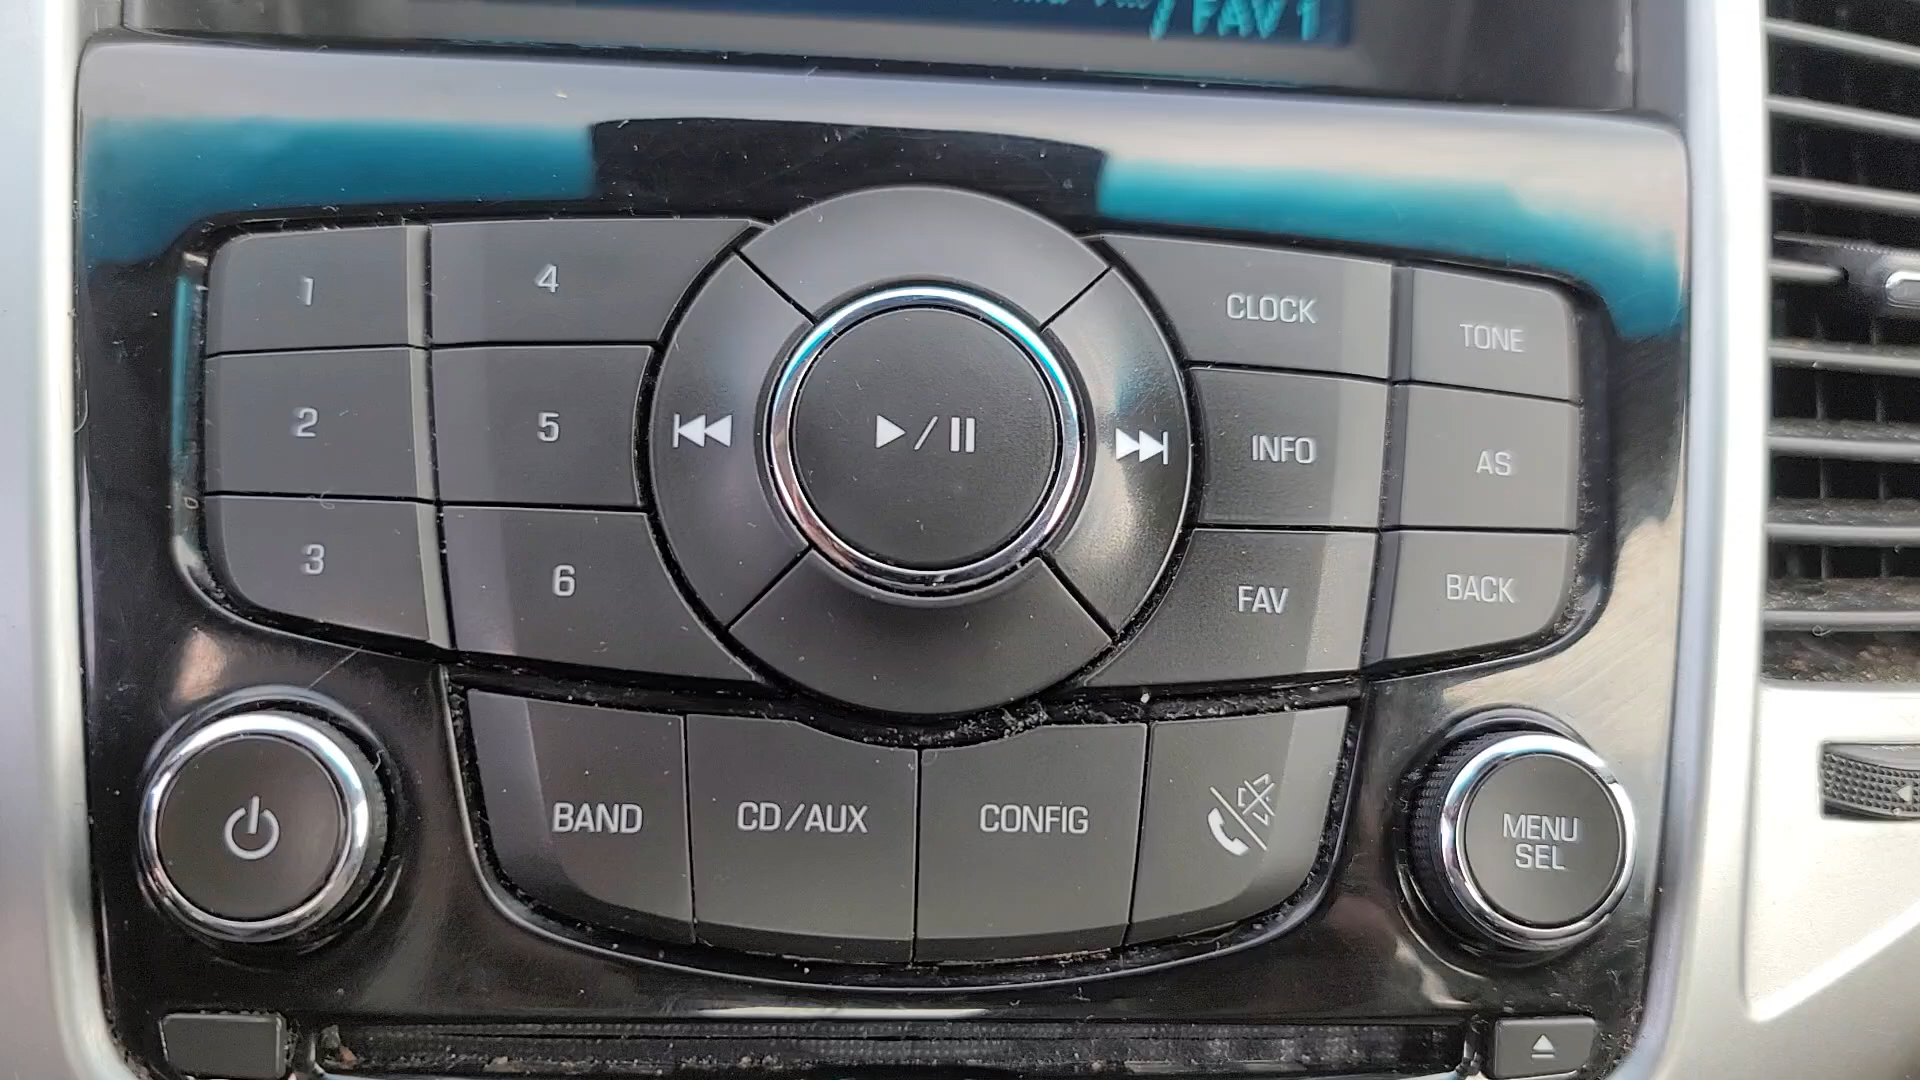 FAV 1
1
4
CLOCK
TONE
2
5
INFO
AS
3
6
FAV
BACK
BAND
CD/AUX
CONFIG
MENU
SEL